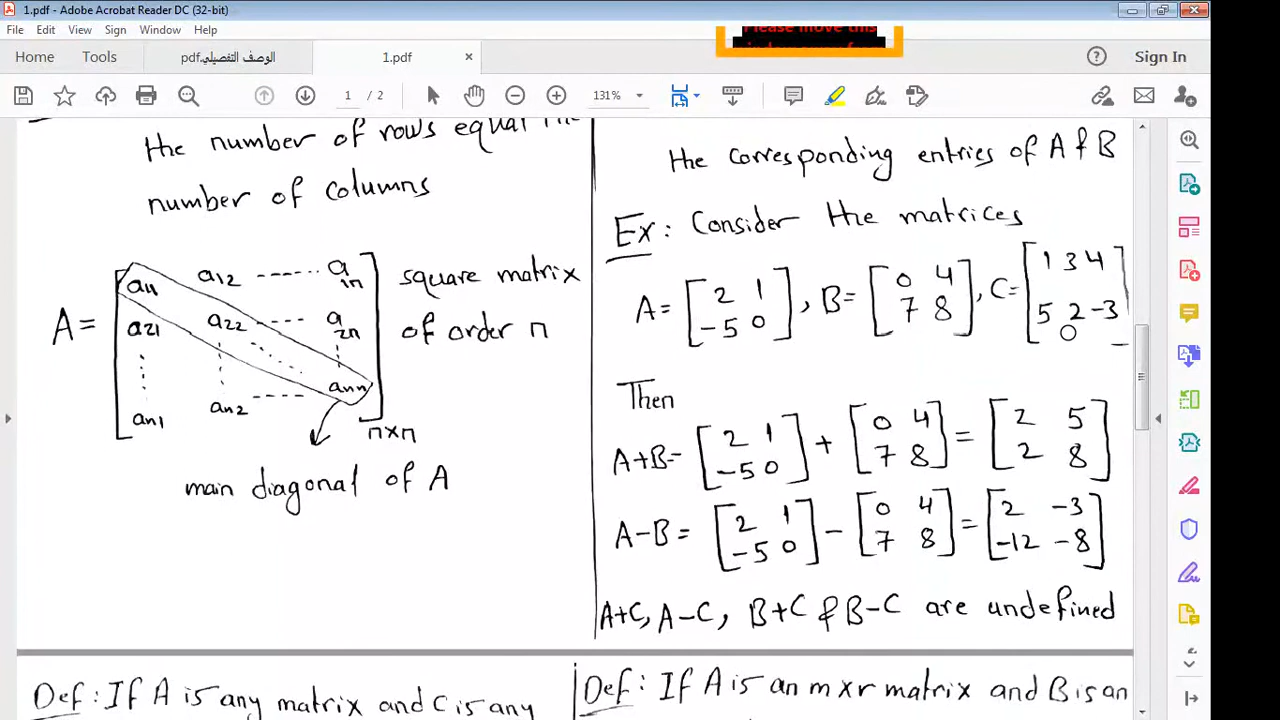 1.pdf - Adobe Acrobat Reader DC (32-bit)
File Edit View Sign Window Help
Please move this
Home Tools الوصف التفصيلي.pdf 1.pdf × ? Sign In
1 / 2 131%
the number of rows equal the
number of columns
A = [ a11 a12 ------ a1n
a21 a22 ---- a2n
an1 an2 ---- ann ] n×n
square matrix
of order n
main diagonal of A
the corresponding entries of A & B
Ex: Consider the matrices
A = [ 2 1
-5 0 ], B = [ 0 4
7 8 ], C = [ 1 3 4
5 2 -3
0
Then
A+B = [ 2 1
-5 0 ] + [ 0 4
7 8 ] = [ 2 5
2 8 ]
A-B = [ 2 1
-5 0 ] - [ 0 4
7 8 ] = [ 2 -3
-12 -8 ]
A+C, A-C, B+C & B-C are undefined
Def: If A is any matrix and C is any
Def: If A is an m x r matrix and B is an